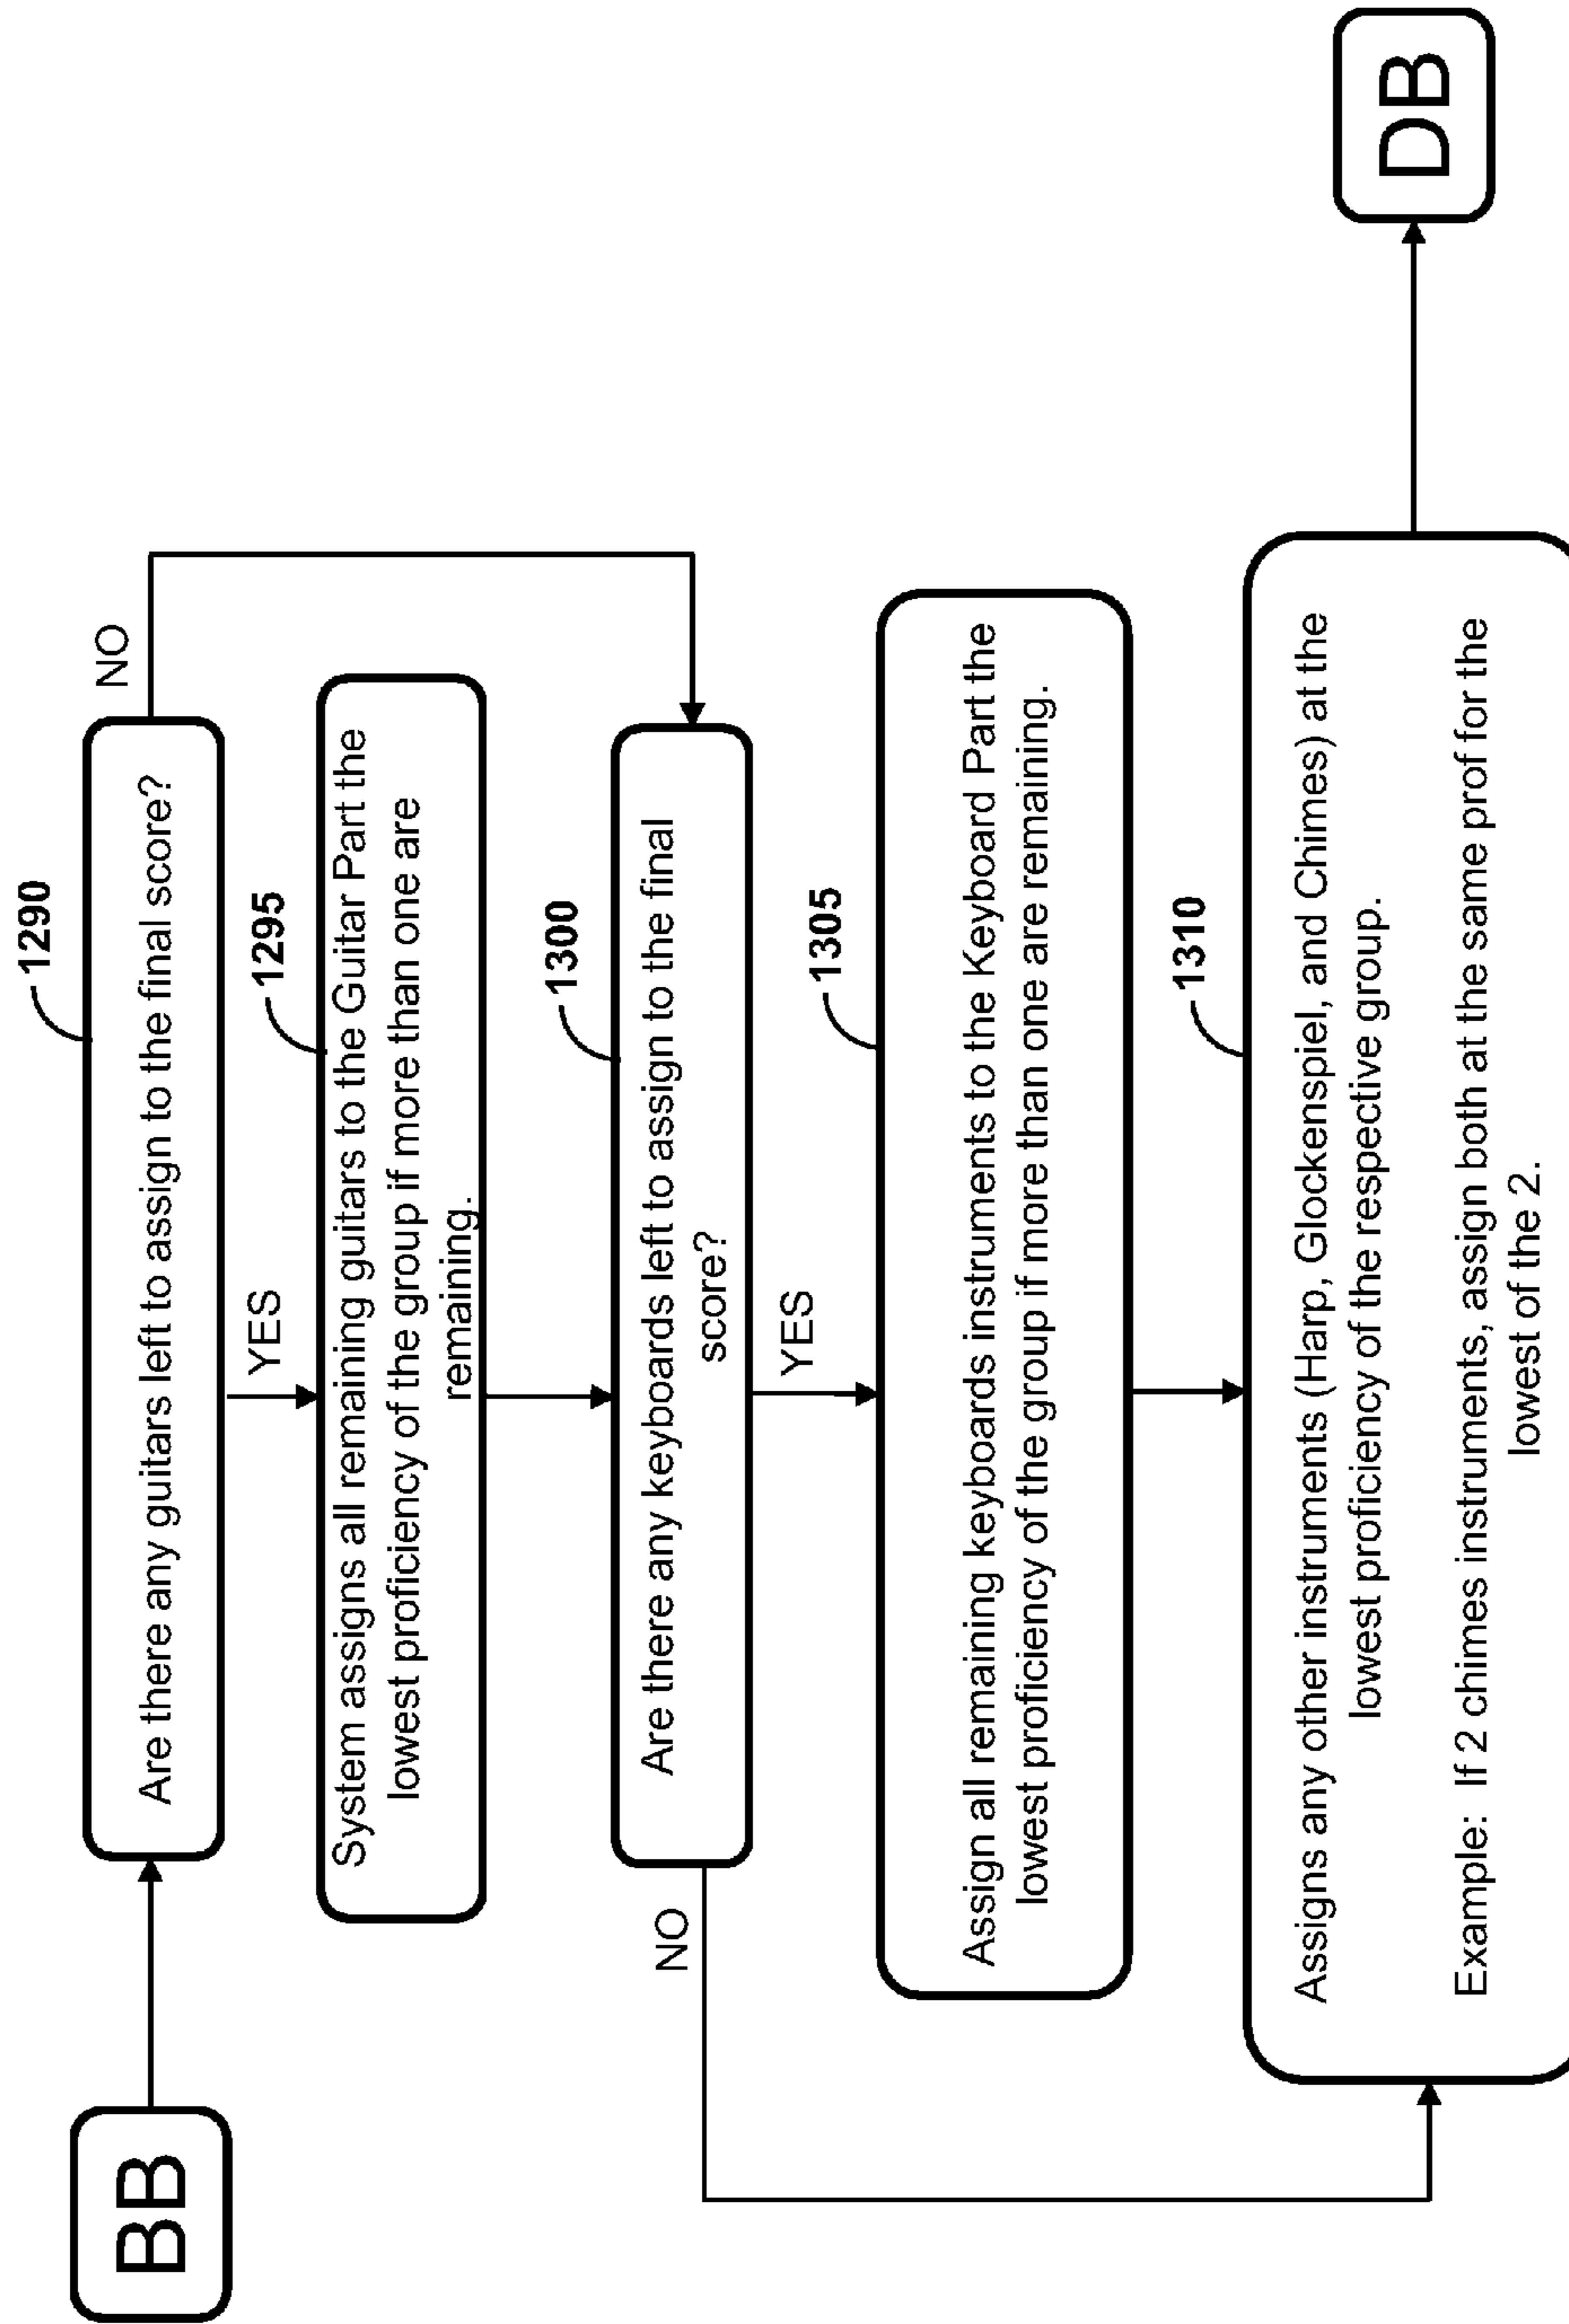 BB
1290
Are there any guitars left to assign to the final score?
NO
YES
1295
System assigns all remaining guitars to the Guitar Part the
lowest proficiency of the group if more than one are
remaining.
1300
Are there any keyboards left to assign to the final
score?
NO
YES
1305
Assign all remaining keyboards instruments to the Keyboard Part the
lowest proficiency of the group if more than one are remaining.
1310
Assigns any other instruments (Harp, Glockenspiel, and Chimes) at the
lowest proficiency of the respective group.
Example: If 2 chimes instruments, assign both at the same prof for the
lowest of the 2.
DB